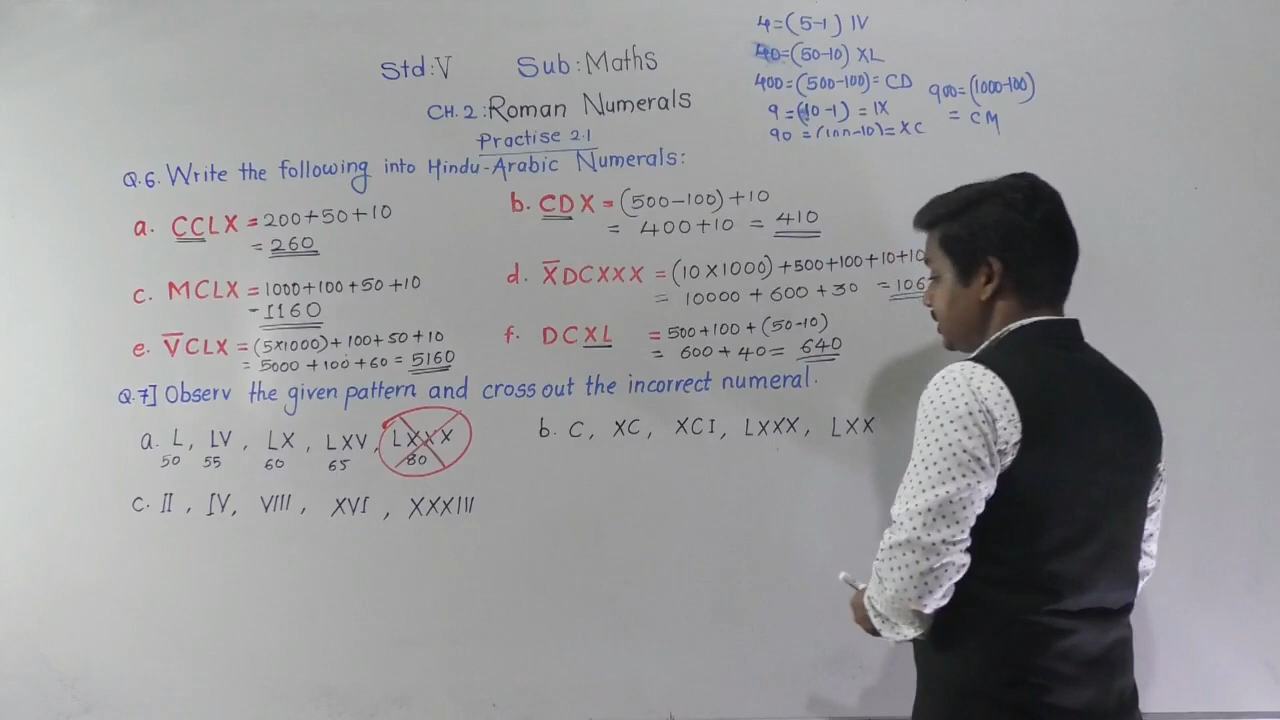 4=(5-1) IV
40=(50-10) XL
400=(500-100)= CD
9=(10-1) = IX
90 =(100-10)= XC
900=(1000-100)
= CM
Std:V Sub:Maths
CH.2:Roman Numerals
Practise 2.1
Q.6. Write the following into Hindu-Arabic Numerals:
a. CCLX = 200+50+10
= 260
b. CDX = (500-100)+10
= 400+10 = 410
c. MCLX = 1000+100+50+10
- 1160
d. X̅DCXXX = (10x1000)+500+100+10+10
= 10000 + 600 + 30 = 106
e. V̅CLX = (5x1000)+100+50+10
= 5000 +100+60 = 5160
f. DCXL = 500+100+(50-10)
= 600 +40= 640
Q.7] Observ the given pattern and cross out the incorrect numeral.
a. L, LV, LX, LXV, LXXX
50 55 60 65 80
b. C, XC, XCI, LXXX, LXX
c. II, IV, VIII, XVI, XXXIII